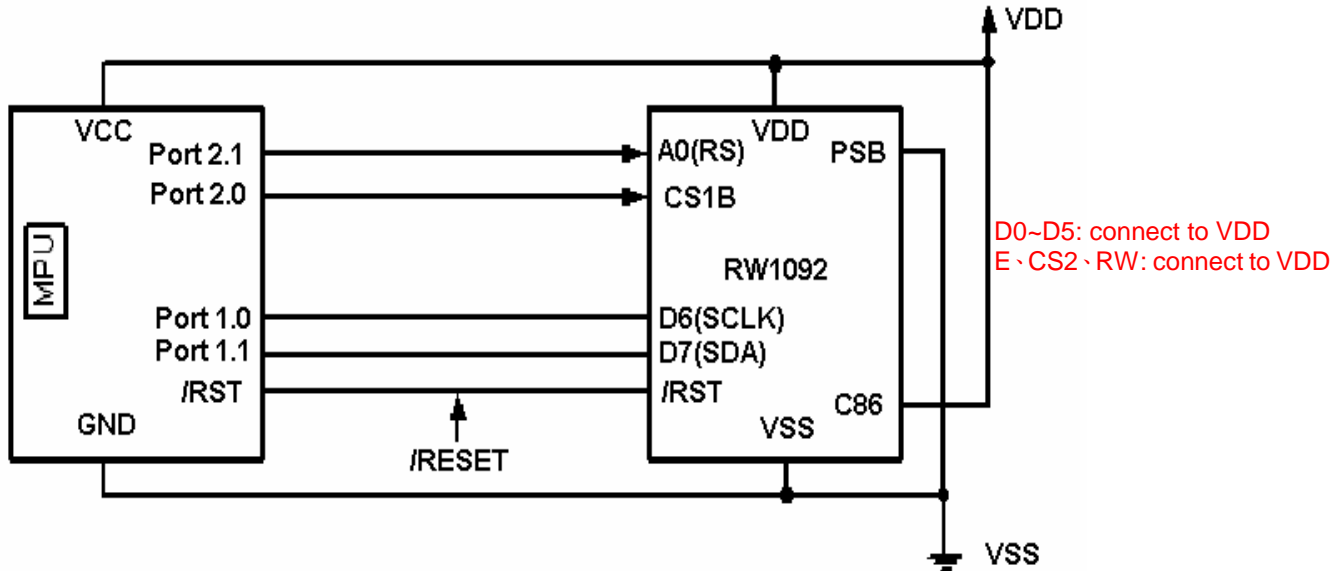 VDD
VCC
Port 2.1
Port 2.0
MPU
Port 1.0
Port 1.1
/RST
GND
/RESET
VDD
A0(RS)
PSB
CS1B
RW1092
D6(SCLK)
D7(SDA)
/RST
C86
VSS
D0~D5: connect to VDD
E、CS2、RW: connect to VDD
VSS